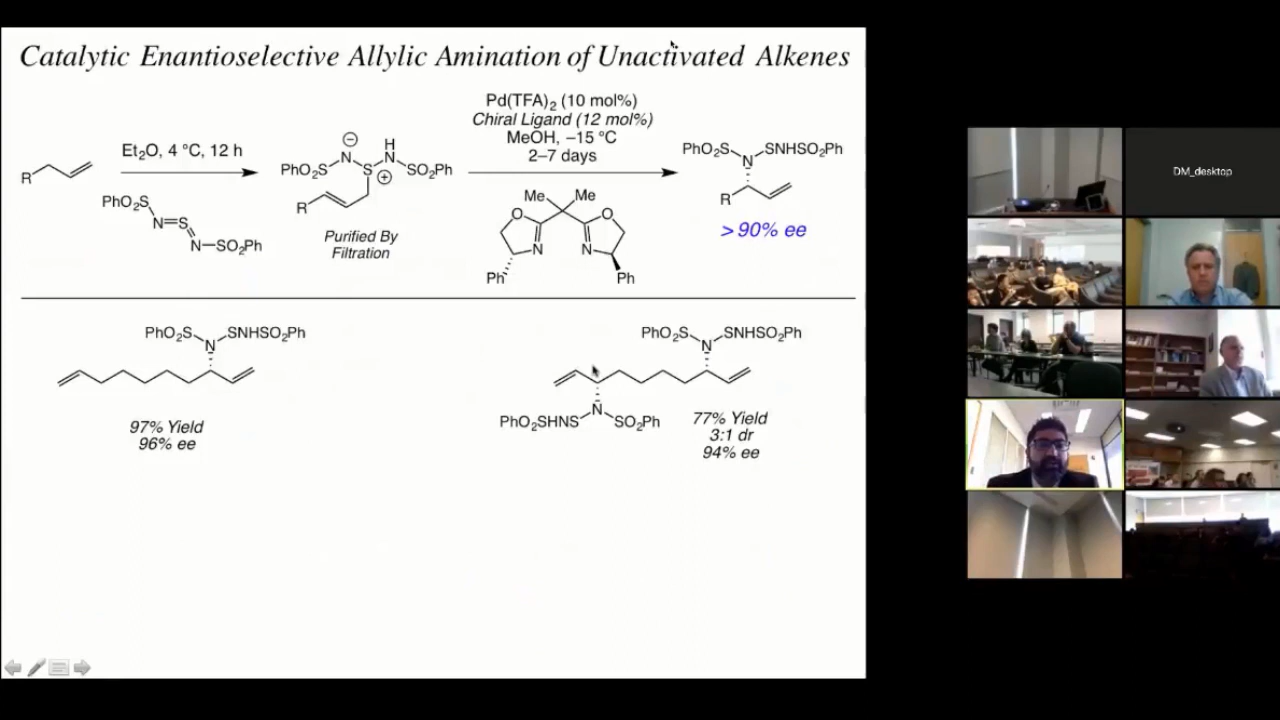 Catalytic Enantioselective Allylic Amination of Unactivated Alkenes
R
Et₂O, 4 °C, 12 h
PhO₂S
N=S
N—SO₂Ph
PhO₂S
N
S
H
N
SO₂Ph
R
Purified By
Filtration
Pd(TFA)₂ (10 mol%)
Chiral Ligand (12 mol%)
MeOH, –15 °C
2–7 days
Me
Me
O
O
N
N
Ph
Ph
PhO₂S
N
SNHSO₂Ph
R
> 90% ee
PhO₂S
N
SNHSO₂Ph
97% Yield
96% ee
PhO₂S
N
SNHSO₂Ph
PhO₂SHNS
N
SO₂Ph
77% Yield
3:1 dr
94% ee
DM_desktop